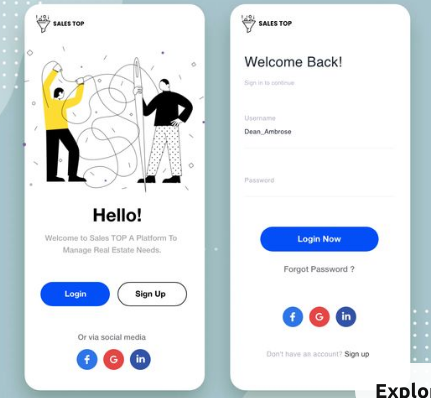 SALES TOP
Hello!
Welcome to Sales TOP A Platform To
Manage Real Estate Needs.
Login
Sign Up
Or via social media
f
G
in
SALES TOP
Welcome Back!
Sign in to continue
Username
Dean_Ambrose
Password
Login Now
Forgot Password ?
f
G
in
Don't have an account? Sign up
Explor